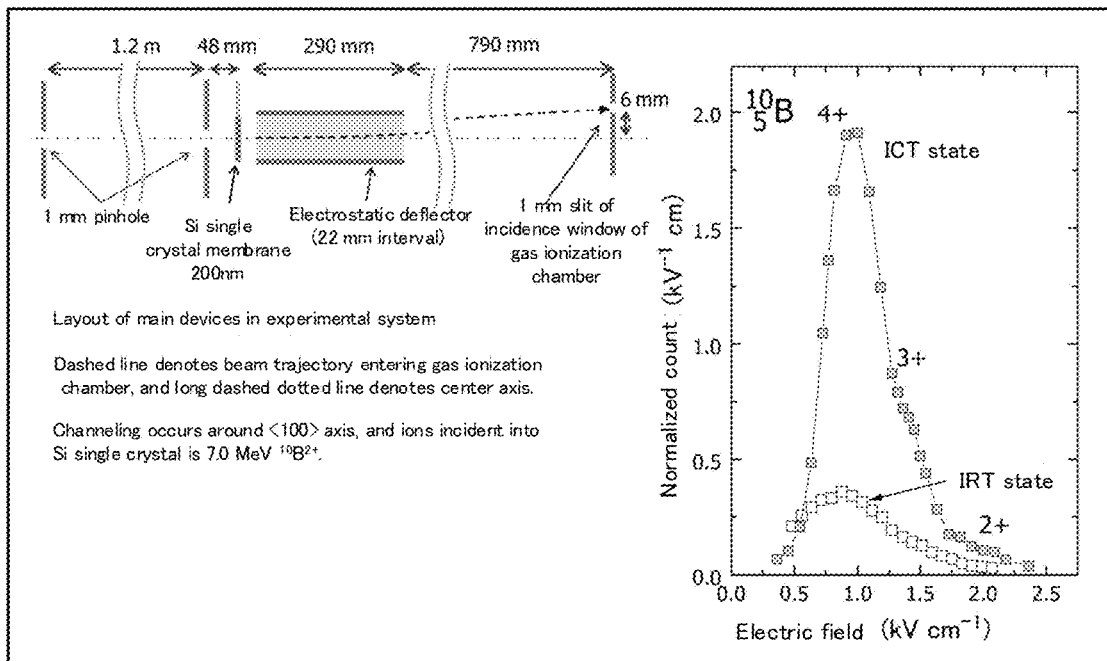 1.2 m 48 mm 290 mm 790 mm
6 mm
1 mm pinhole
Si single
crystal membrane
200nm
Electrostatic deflector
(22 mm interval)
1 mm slit of
incidence window of
gas ionization
chamber
Layout of main devices in experimental system
Dashed line denotes beam trajectory entering gas ionization
chamber, and long dashed dotted line denotes center axis.
Channeling occurs around <100> axis, and ions incident into
Si single crystal is 7.0 MeV ¹⁰B²⁺.
¹⁰₅B
4+
ICT state
3+
IRT state
2+
Normalized count (kV⁻¹ cm)
2.0
1.5
1.0
0.5
0.0
0.0 0.5 1.0 1.5 2.0 2.5
Electric field (kV cm⁻¹)